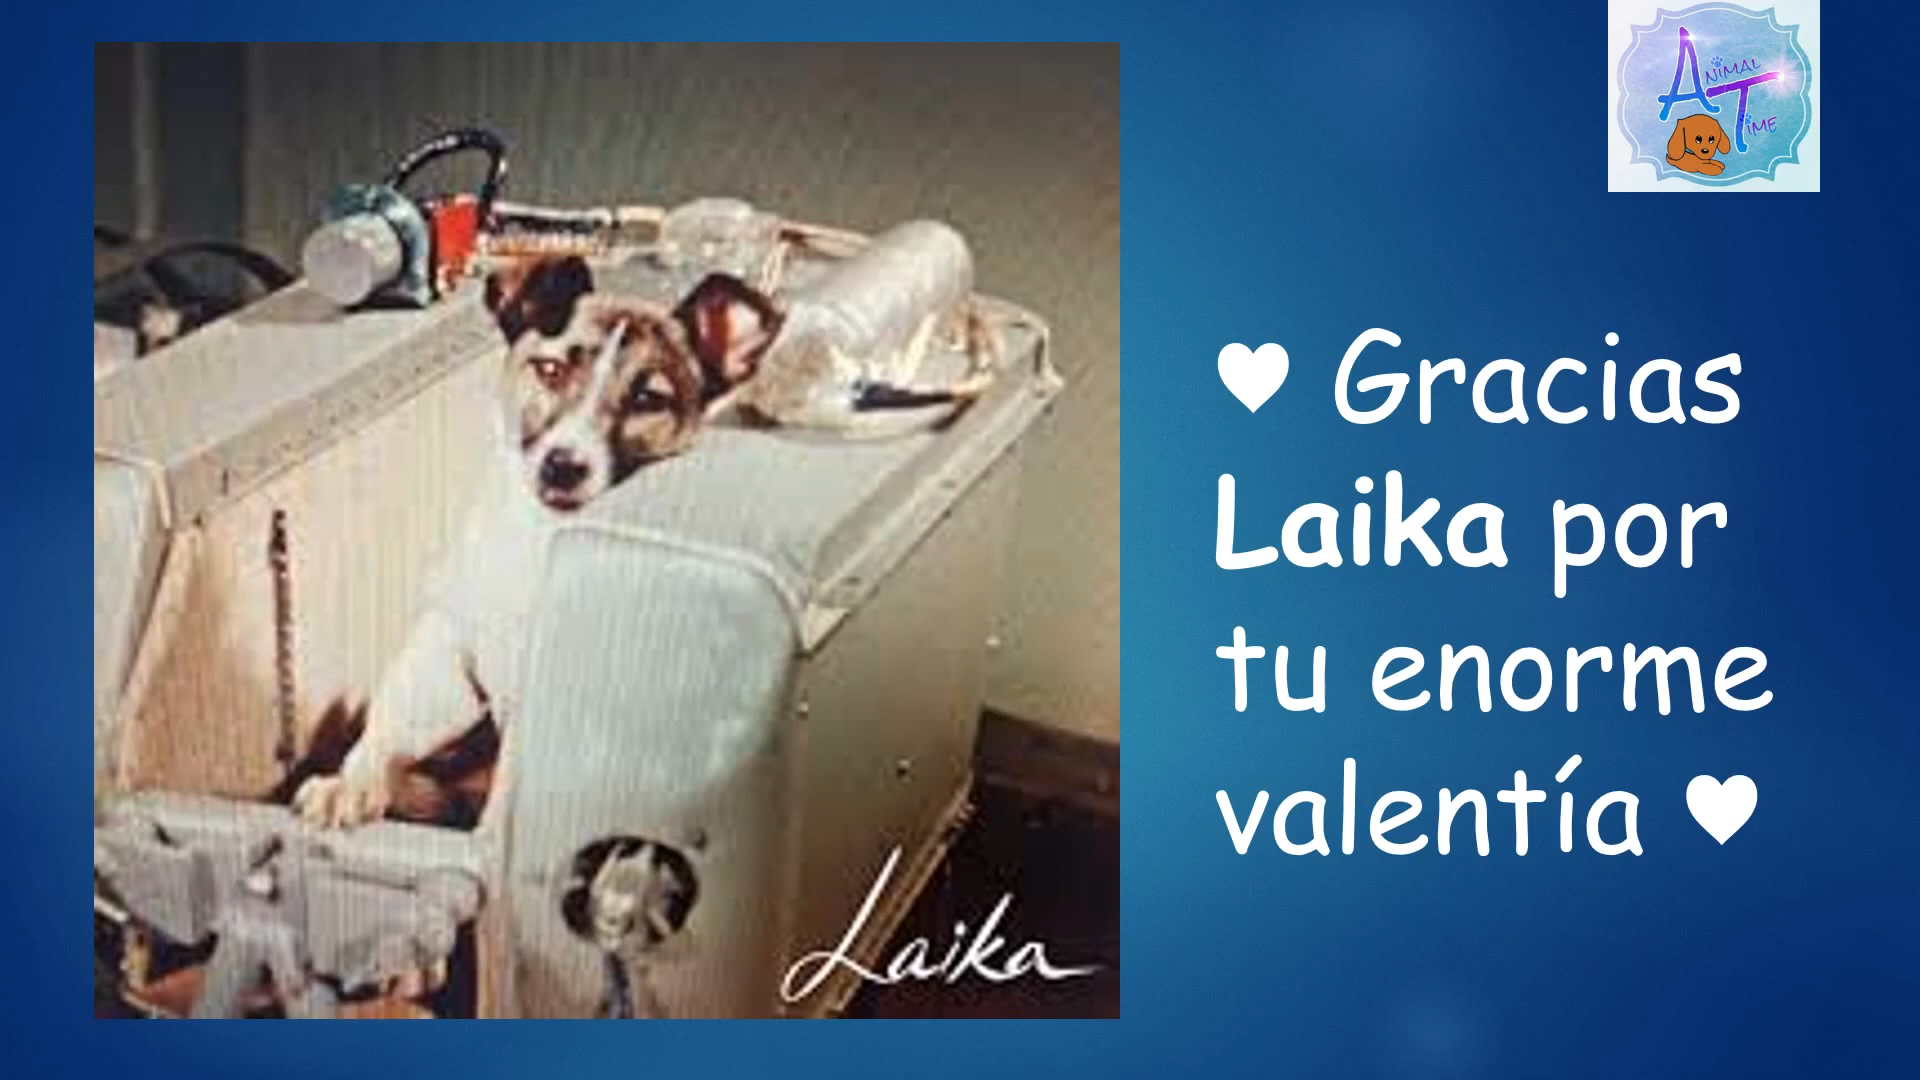 Animal
Time
♥ Gracias
Laika por
tu enorme
valentía ♥
Laika